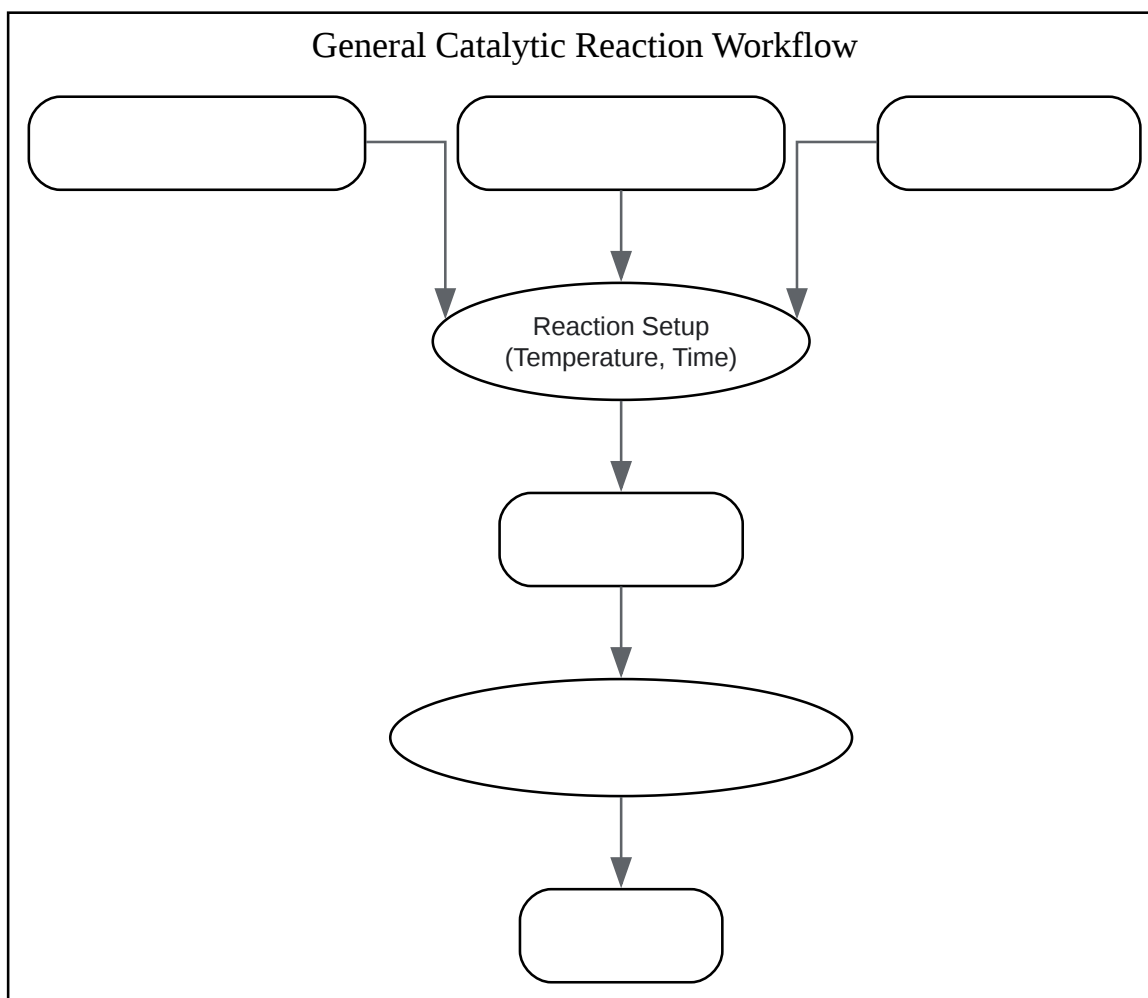 General Catalytic Reaction Workflow
Reaction Setup
(Temperature, Time)